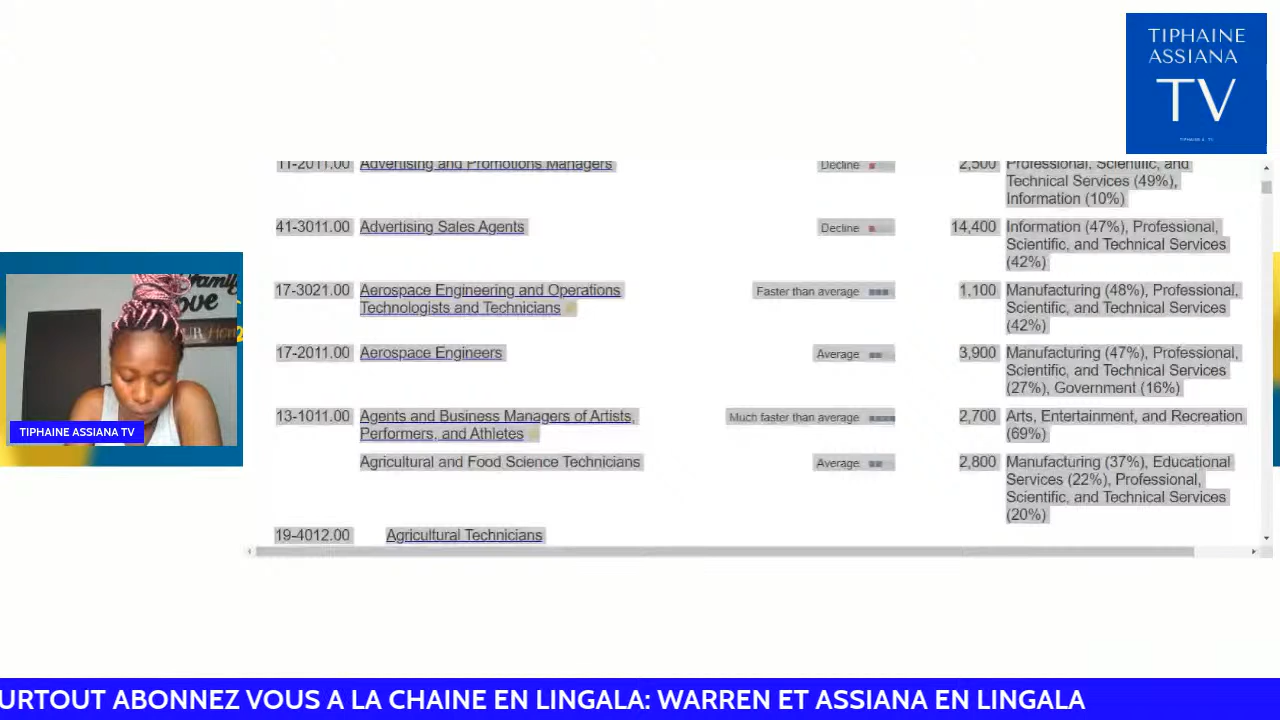 TIPHAINE
ASSIANA
TV
11-2011.00 Advertising and Promotions Managers Decline 2,500 Professional, Scientific, and
Technical Services (49%),
Information (10%)
41-3011.00 Advertising Sales Agents Decline 14,400 Information (47%), Professional,
Scientific, and Technical Services
(42%)
17-3021.00 Aerospace Engineering and Operations Faster than average 1,100 Manufacturing (48%), Professional,
Technologists and Technicians Scientific, and Technical Services
(42%)
17-2011.00 Aerospace Engineers Average 3,900 Manufacturing (47%), Professional,
Scientific, and Technical Services
(27%), Government (16%)
13-1011.00 Agents and Business Managers of Artists, Much faster than average 2,700 Arts, Entertainment, and Recreation
Performers, and Athletes (69%)
Agricultural and Food Science Technicians Average 2,800 Manufacturing (37%), Educational
Services (22%), Professional,
Scientific, and Technical Services
(20%)
19-4012.00 Agricultural Technicians
TIPHAINE ASSIANA TV
URTOUT ABONNEZ VOUS A LA CHAINE EN LINGALA: WARREN ET ASSIANA EN LINGALA